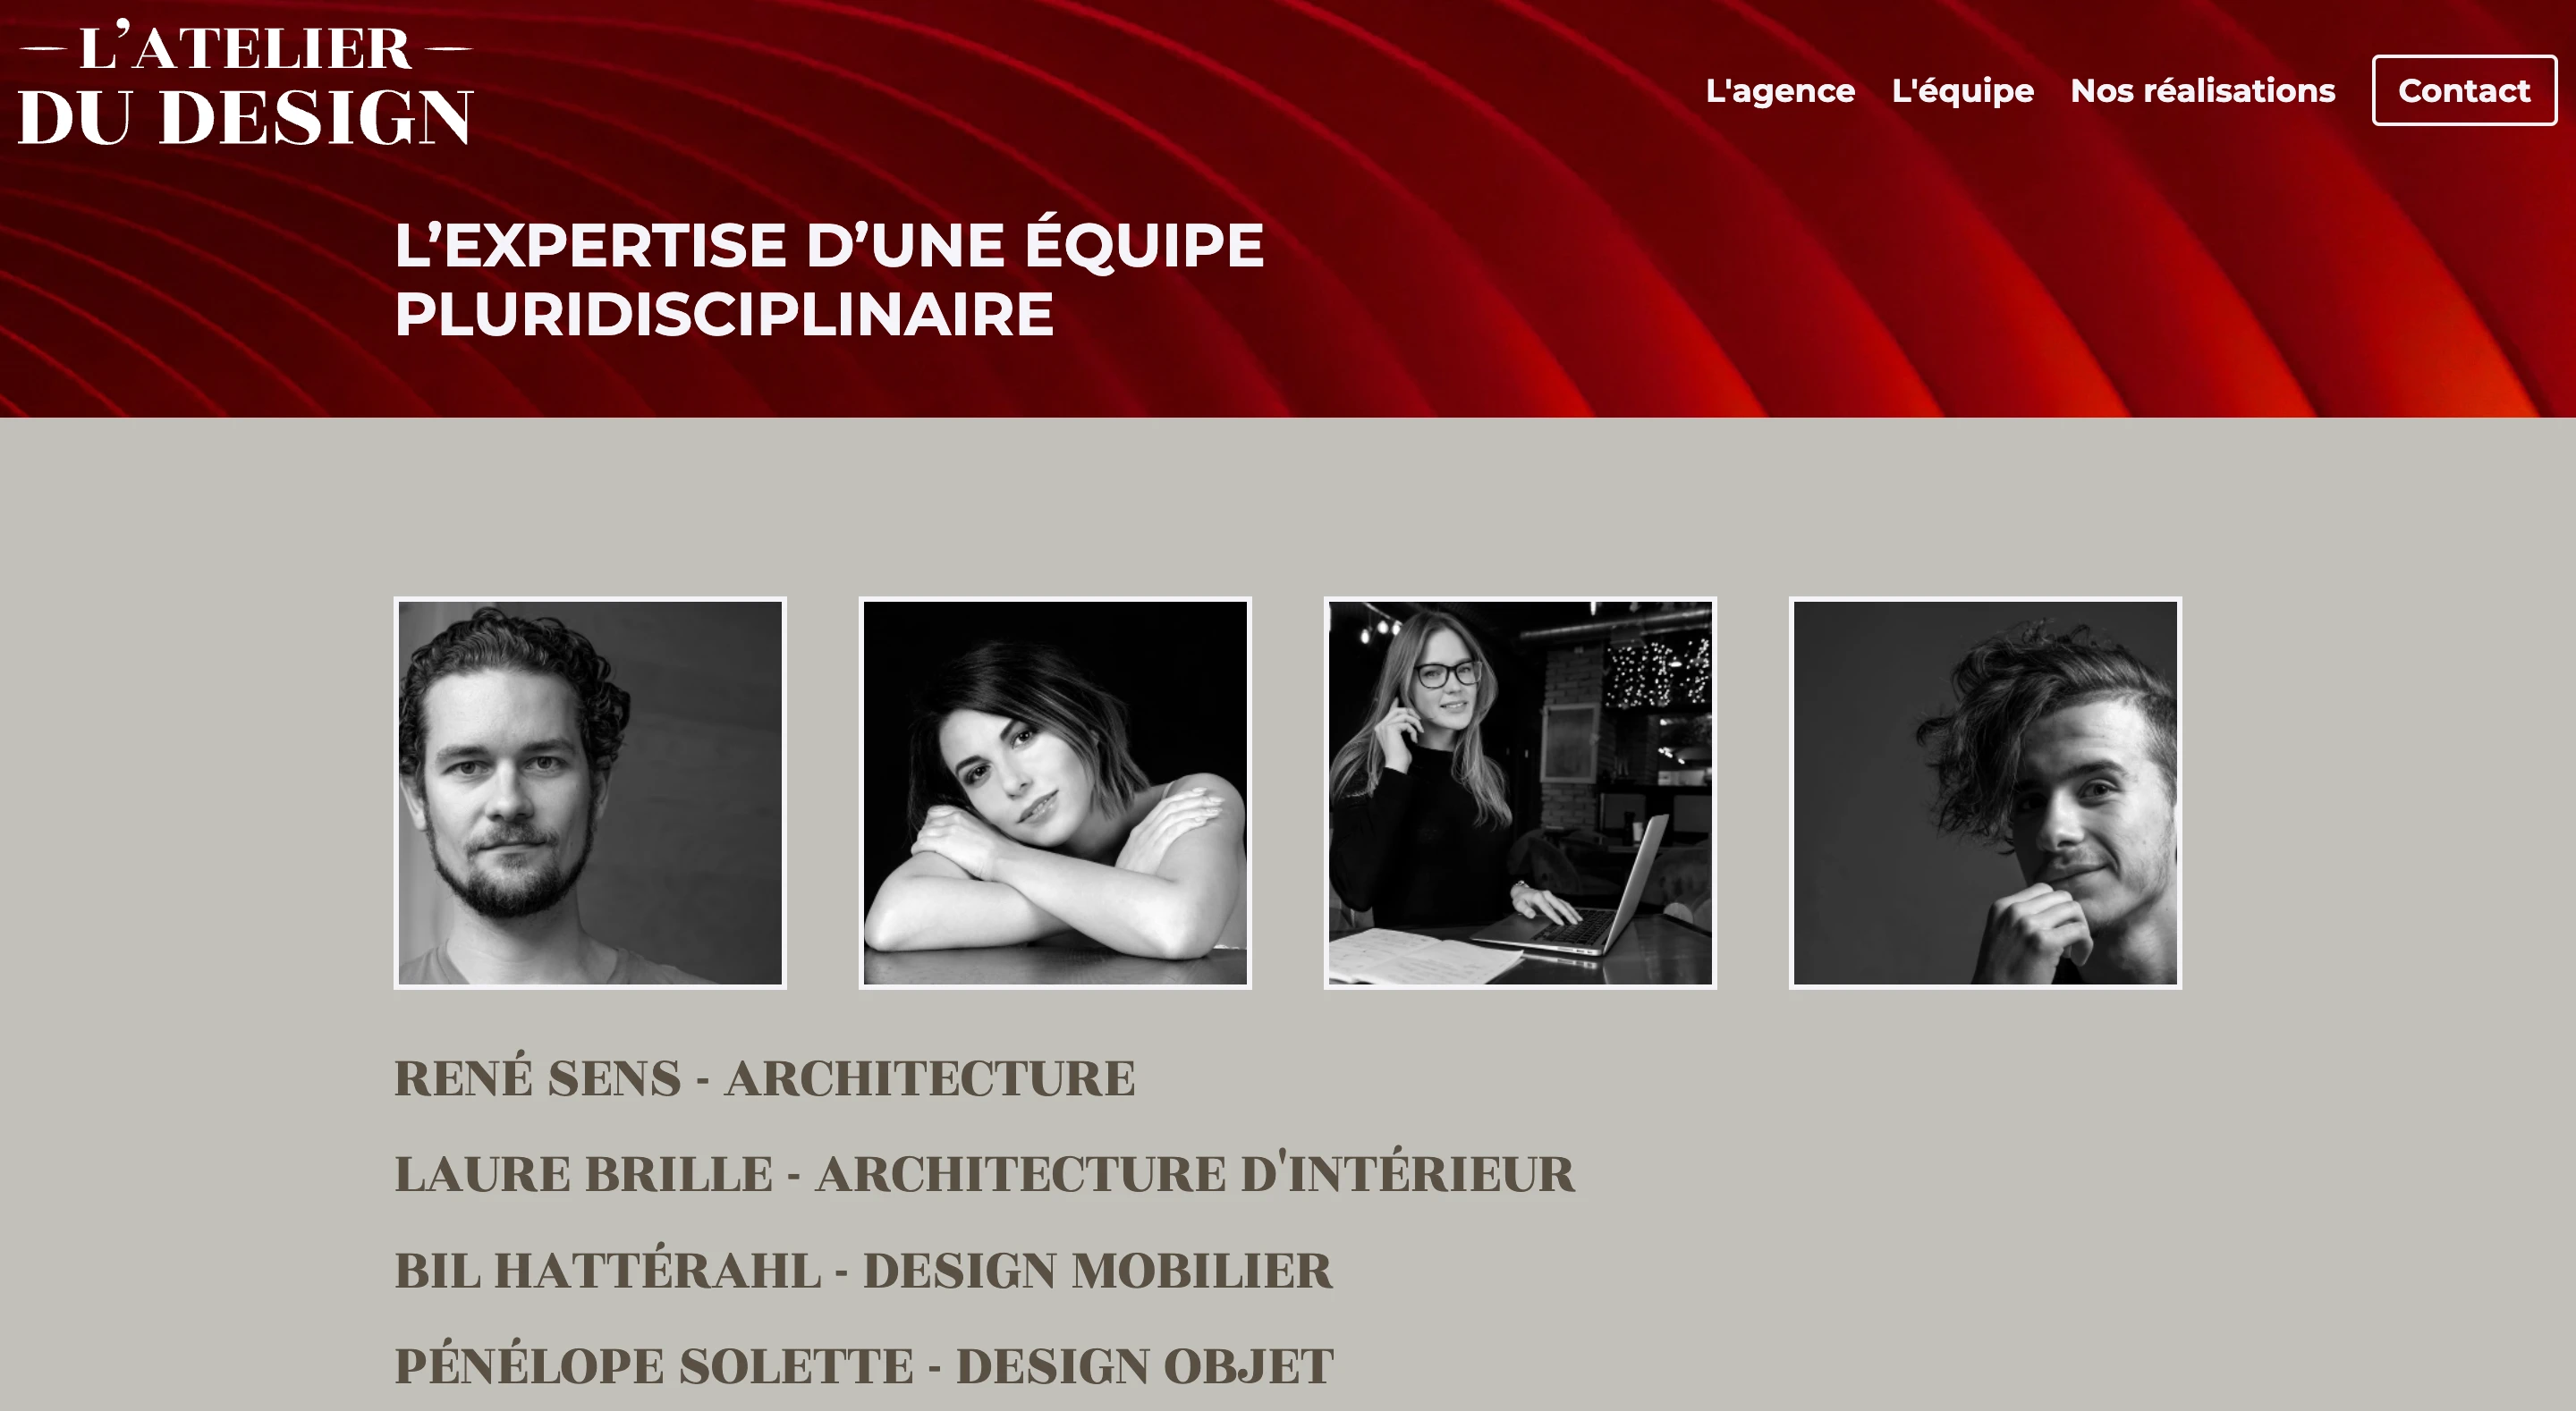 L’ATELIER
DU DESIGN
L'agence L'équipe Nos réalisations Contact
L’EXPERTISE D’UNE ÉQUIPE
PLURIDISCIPLINAIRE
RENÉ SENS - ARCHITECTURE
LAURE BRILLE - ARCHITECTURE D'INTÉRIEUR
BIL HATTÉRAHL - DESIGN MOBILIER
PÉNÉLOPE SOLETTE - DESIGN OBJET